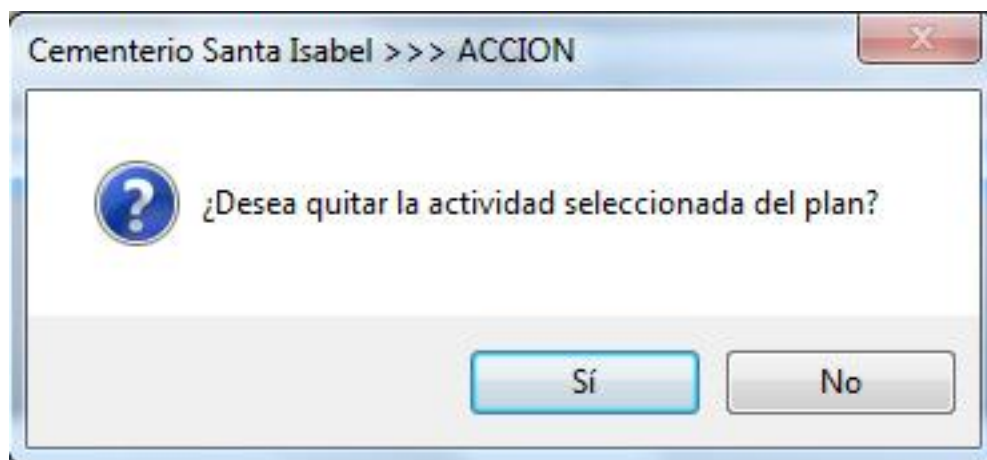 Cementerio Santa Isabel >>> ACCION
¿Desea quitar la actividad seleccionada del plan?
Sí
No